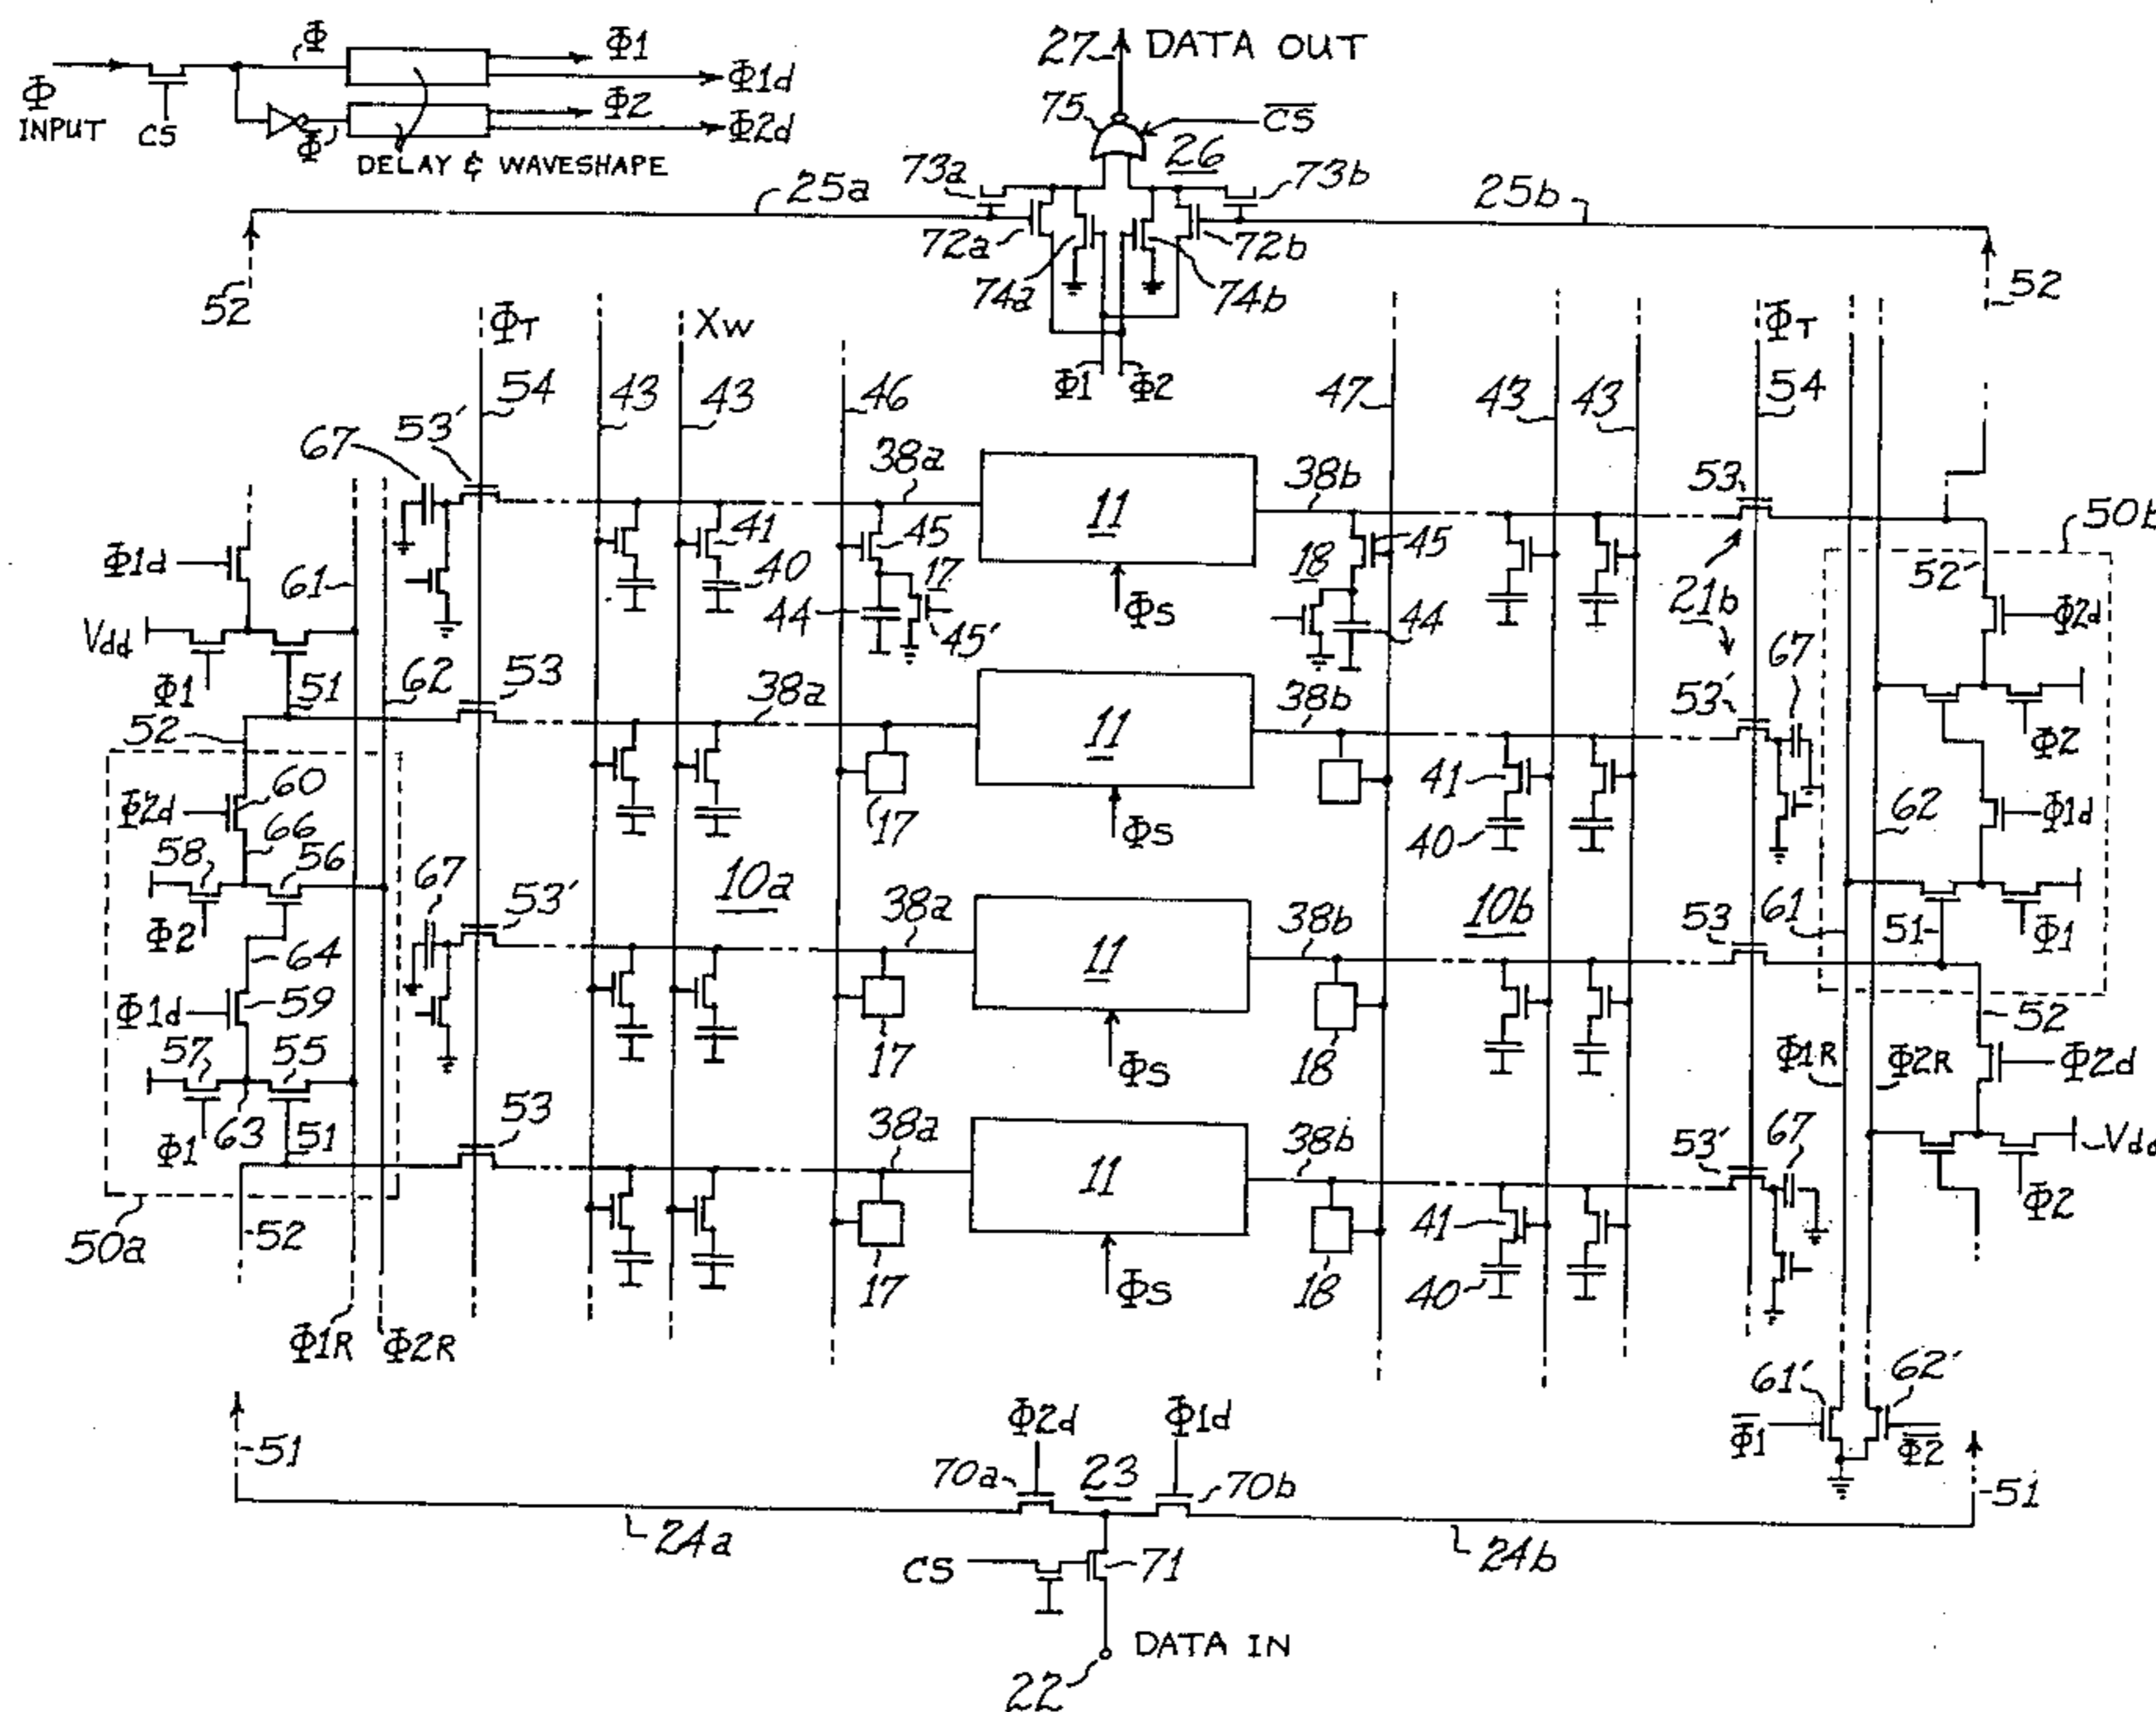 Φ Φ1 27 DATA OUT
Φ1d
Φ INPUT CS Φ2 75 C̅S̅
Φ̅ Φ2d 26
DELAY & WAVESHAPE 73a 73b
25a 25b
72a 72b
52 74a 74b 52
ΦT Xw ΦT
Φ1 Φ2
54 43 43 46 47 43 43 54
67 53' 38a 38b 53 50b
11
Φ1d 61 41 45 45 52'
40 17 18 21b Φ2d
44 ΦS 44 67
Vdd 45'
Φ1 51 62 53 38a 38b 53'
52 11 Φ2
60 41
Φ2d 66 17 ΦS 40 62 Φ1d
58 56
67 53' 10a 38a 38b 10b 53 61 51
Φ2 11 Φ1
64
Φ1d 59 52
57 55 17 ΦS 18 Φ1R Φ2R Φ2d
53
Φ1 63 51 38a 38b 53' 67 Vdd
11
52 41 Φ2
50a 17 ΦS 18 40
Φ1R Φ2R
61' 62'
Φ2d Φ1d
51 Φ̅1̅ Φ̅2̅
70a 23 70b 51
24a 24b
CS 71
DATA IN
22